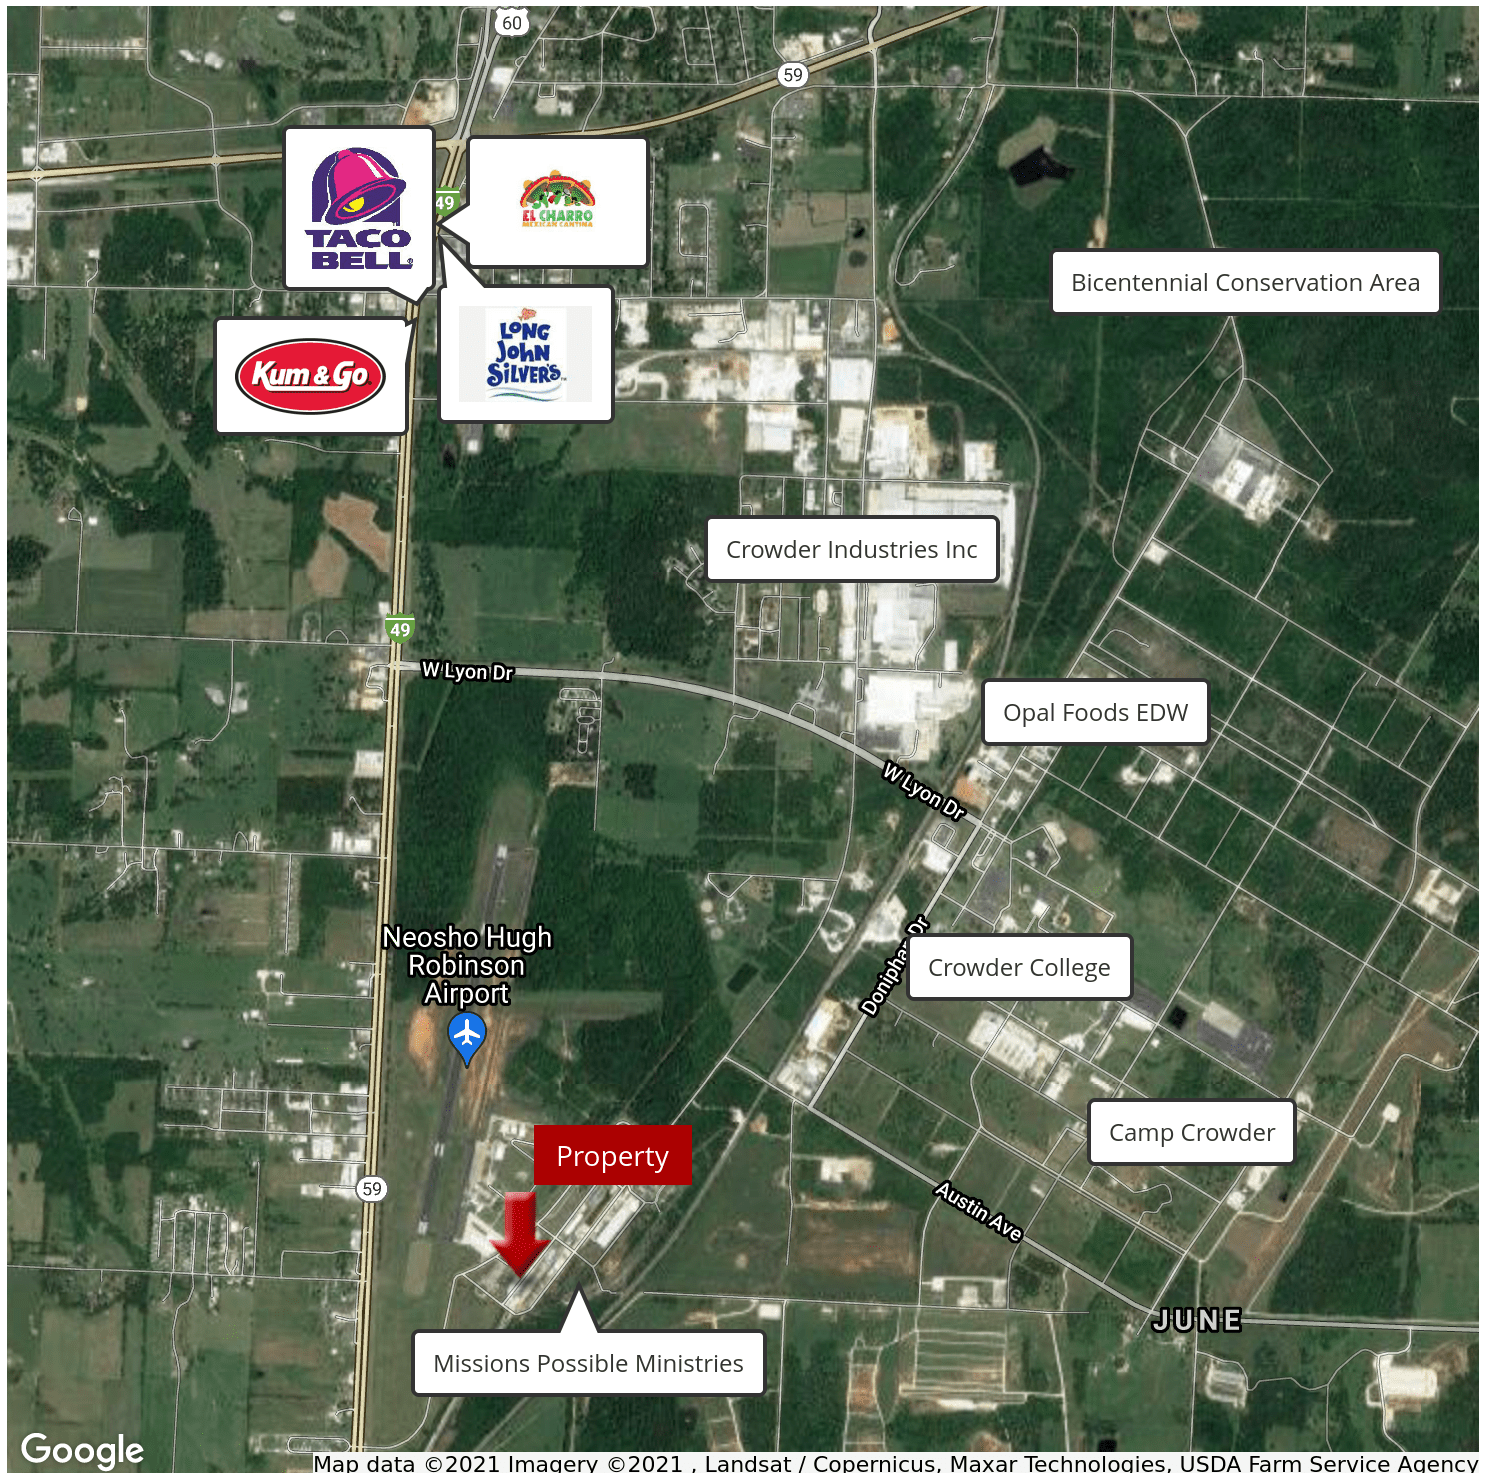 60
59
TACO
BELL
49
EL CHARRO
MEXICAN CANTINA
Bicentennial Conservation Area
Kum & Go
LONG
JOHN
SILVER'S
Crowder Industries Inc
49
W Lyon Dr
Opal Foods EDW
W Lyon Dr
Neosho Hugh
Robinson
Airport
Doniphan Dr
Crowder College
Camp Crowder
Property
59
Austin Ave
JUNE
Missions Possible Ministries
Google
Map data ©2021 Imagery ©2021 , Landsat / Copernicus, Maxar Technologies, USDA Farm Service Agency